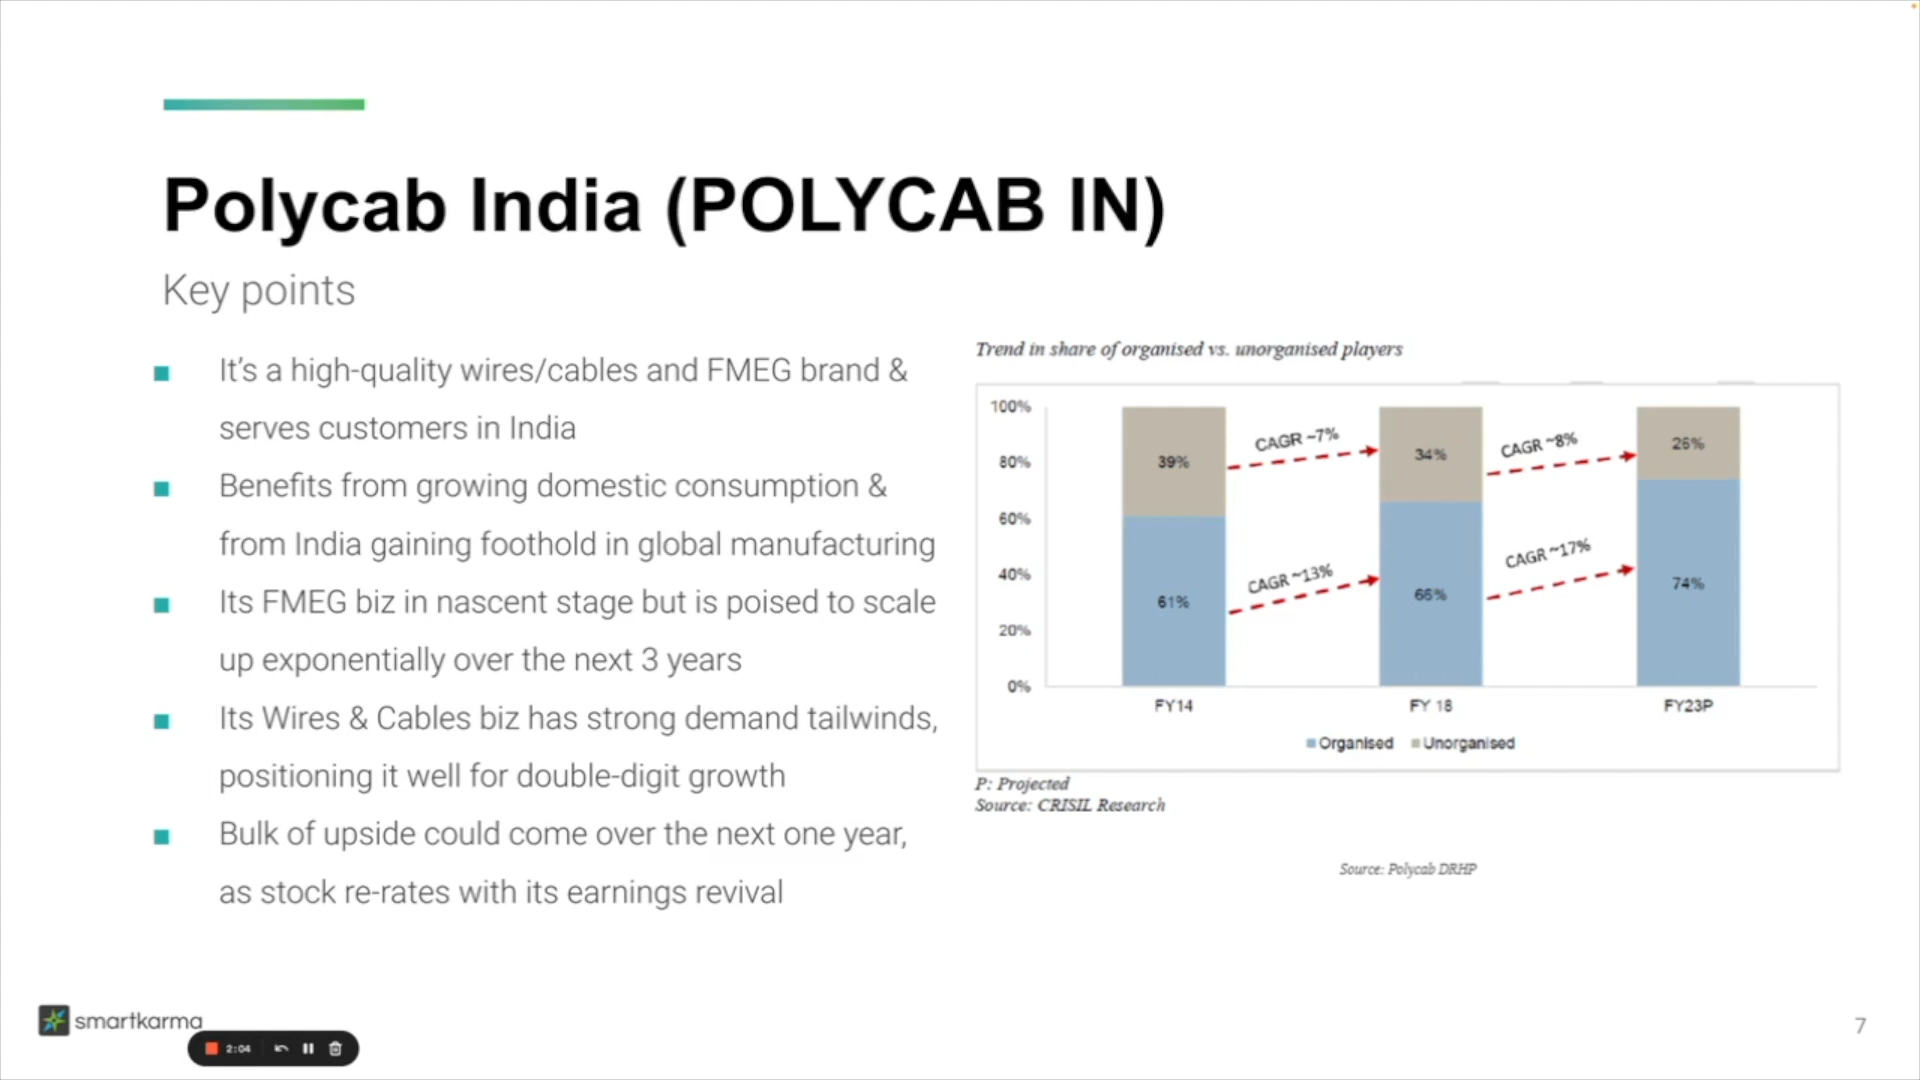 Polycab India (POLYCAB IN)
Key points
■ It's a high-quality wires/cables and FMEG brand &
serves customers in India
■ Benefits from growing domestic consumption &
from India gaining foothold in global manufacturing
■ Its FMEG biz in nascent stage but is poised to scale
up exponentially over the next 3 years
■ Its Wires & Cables biz has strong demand tailwinds,
positioning it well for double-digit growth
■ Bulk of upside could come over the next one year,
as stock re-rates with its earnings revival
Trend in share of organised vs. unorganised players
100%
80%
60%
40%
20%
0%
39%
61%
CAGR ~7%
CAGR ~13%
34%
66%
CAGR ~8%
CAGR ~17%
26%
74%
FY14
FY 18
FY23P
Organised Unorganised
P: Projected
Source: CRISIL Research
Source: Polycab DRHP
smartkarma
2:04
7